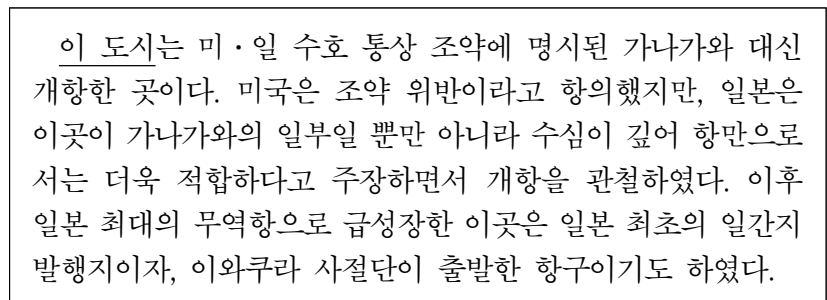 이 도시는 미·일 수호 통상 조약에 명시된 가나가와 대신
개항한 곳이다. 미국은 조약 위반이라고 항의했지만, 일본은
이곳이 가나가와의 일부일 뿐만 아니라 수심이 깊어 항만으로
서는 더욱 적합하다고 주장하면서 개항을 관철하였다. 이후
일본 최대의 무역항으로 급성장한 이곳은 일본 최초의 일간지
발행지이자, 이와쿠라 사절단이 출발한 항구이기도 하였다.